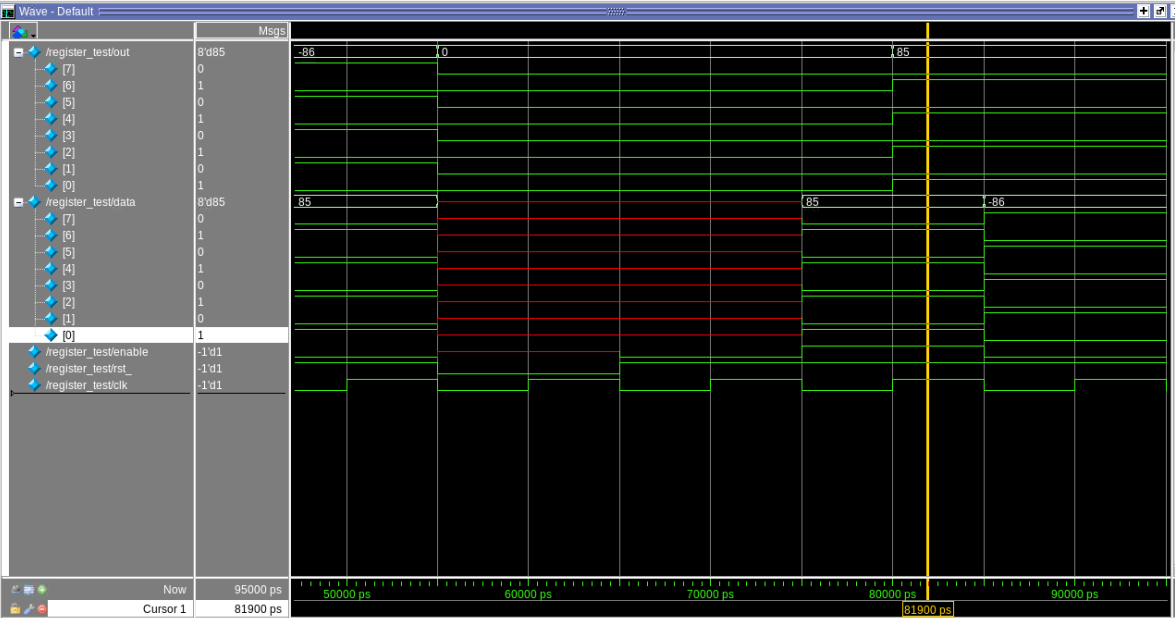 Wave - Default
Msgs
/register_test/out 8'd85 -86 0 85
[7] 0
[6] 1
[5] 0
[4] 1
[3] 0
[2] 1
[1] 0
[0] 1
/register_test/data 8'd85 85 85 -86
[7] 0
[6] 1
[5] 0
[4] 1
[3] 0
[2] 1
[1] 0
[0] 1
/register_test/enable -1'd1
/register_test/rst_ -1'd1
/register_test/clk -1'd1
Now 95000 ps 50000 ps 60000 ps 70000 ps 80000 ps 90000 ps
Cursor 1 81900 ps 81900 ps